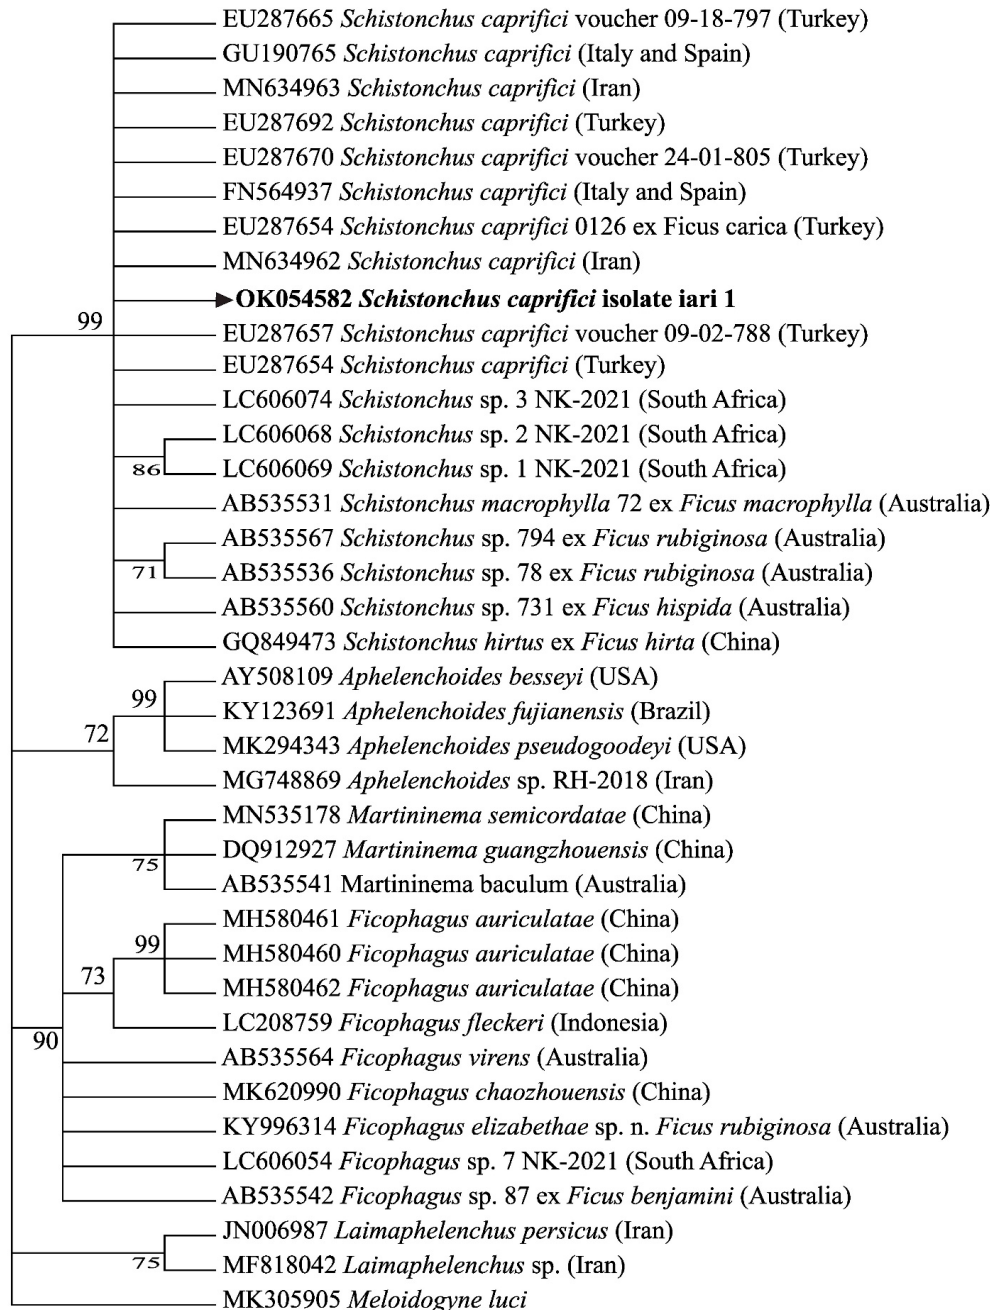 EU287665 Schistonchus caprifici voucher 09-18-797 (Turkey)
GU190765 Schistonchus caprifici (Italy and Spain)
MN634963 Schistonchus caprifici (Iran)
EU287692 Schistonchus caprifici (Turkey)
EU287670 Schistonchus caprifici voucher 24-01-805 (Turkey)
FN564937 Schistonchus caprifici (Italy and Spain)
EU287654 Schistonchus caprifici 0126 ex Ficus carica (Turkey)
MN634962 Schistonchus caprifici (Iran)
OK054582 Schistonchus caprifici isolate iari 1
99
EU287657 Schistonchus caprifici voucher 09-02-788 (Turkey)
EU287654 Schistonchus caprifici (Turkey)
LC606074 Schistonchus sp. 3 NK-2021 (South Africa)
LC606068 Schistonchus sp. 2 NK-2021 (South Africa)
86
LC606069 Schistonchus sp. 1 NK-2021 (South Africa)
AB535531 Schistonchus macrophylla 72 ex Ficus macrophylla (Australia)
AB535567 Schistonchus sp. 794 ex Ficus rubiginosa (Australia)
71
AB535536 Schistonchus sp. 78 ex Ficus rubiginosa (Australia)
AB535560 Schistonchus sp. 731 ex Ficus hispida (Australia)
GQ849473 Schistonchus hirtus ex Ficus hirta (China)
AY508109 Aphelenchoides besseyi (USA)
99
KY123691 Aphelenchoides fujianensis (Brazil)
72
MK294343 Aphelenchoides pseudogoodeyi (USA)
MG748869 Aphelenchoides sp. RH-2018 (Iran)
MN535178 Martininema semicordatae (China)
DQ912927 Martininema guangzhouensis (China)
75
AB535541 Martininema baculum (Australia)
MH580461 Ficophagus auriculatae (China)
99
MH580460 Ficophagus auriculatae (China)
73
MH580462 Ficophagus auriculatae (China)
LC208759 Ficophagus fleckeri (Indonesia)
90
AB535564 Ficophagus virens (Australia)
MK620990 Ficophagus chaozhouensis (China)
KY996314 Ficophagus elizabethae sp. n. Ficus rubiginosa (Australia)
LC606054 Ficophagus sp. 7 NK-2021 (South Africa)
AB535542 Ficophagus sp. 87 ex Ficus benjamini (Australia)
JN006987 Laimaphelenchus persicus (Iran)
75
MF818042 Laimaphelenchus sp. (Iran)
MK305905 Meloidogyne luci